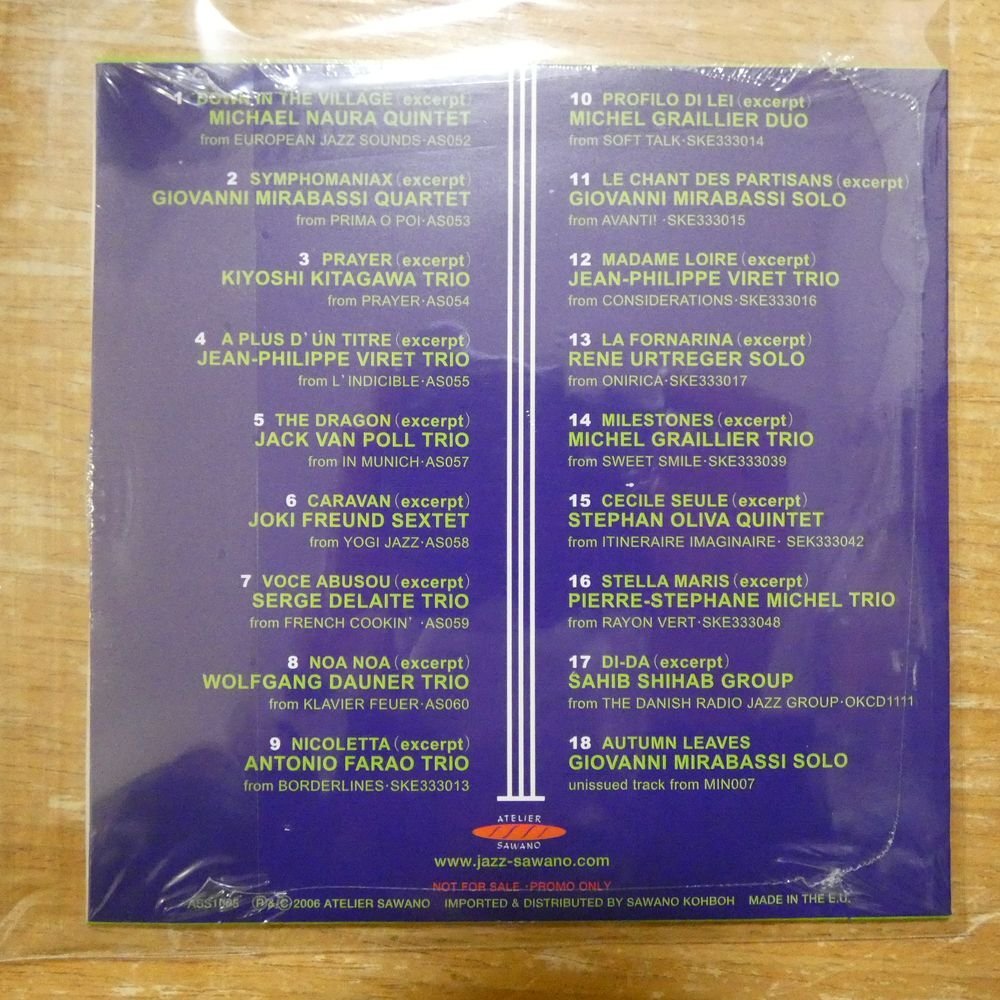 1 DOWN IN THE VILLAGE (excerpt)
MICHAEL NAURA QUINTET
from EUROPEAN JAZZ SOUNDS・AS052
2 SYMPHOMANIAX (excerpt)
GIOVANNI MIRABASSI QUARTET
from PRIMA O POI・AS053
3 PRAYER (excerpt)
KIYOSHI KITAGAWA TRIO
from PRAYER・AS054
4 A PLUS D' UN TITRE (excerpt)
JEAN-PHILIPPE VIRET TRIO
from L' INDICIBLE・AS055
5 THE DRAGON (excerpt)
JACK VAN POLL TRIO
from IN MUNICH・AS057
6 CARAVAN (excerpt)
JOKI FREUND SEXTET
from YOGI JAZZ・AS058
7 VOCE ABUSOU (excerpt)
SERGE DELAITE TRIO
from FRENCH COOKIN' ・AS059
8 NOA NOA (excerpt)
WOLFGANG DAUNER TRIO
from KLAVIER FEUER・AS060
9 NICOLETTA (excerpt)
ANTONIO FARAO TRIO
from BORDERLINES・SKE333013
10 PROFILO DI LEI (excerpt)
MICHEL GRAILLIER DUO
from SOFT TALK・SKE333014
11 LE CHANT DES PARTISANS (excerpt)
GIOVANNI MIRABASSI SOLO
from AVANTI! ・SKE333015
12 MADAME LOIRE (excerpt)
JEAN-PHILIPPE VIRET TRIO
from CONSIDERATIONS・SKE333016
13 LA FORNARINA (excerpt)
RENE URTREGER SOLO
from ONIRICA・SKE333017
14 MILESTONES (excerpt)
MICHEL GRAILLIER TRIO
from SWEET SMILE・SKE333039
15 CECILE SEULE (excerpt)
STEPHAN OLIVA QUINTET
from ITINERAIRE IMAGINAIRE・ SEK333042
16 STELLA MARIS (excerpt)
PIERRE-STEPHANE MICHEL TRIO
from RAYON VERT・SKE333048
17 DI-DA (excerpt)
SAHIB SHIHAB GROUP
from THE DANISH RADIO JAZZ GROUP・OKCD1111
18 AUTUMN LEAVES
GIOVANNI MIRABASSI SOLO
unissued track from MIN007
ATELIER
SAWANO
www.jazz-sawano.com
NOT FOR SALE ・PROMO ONLY
2006 ATELIER SAWANO IMPORTED & DISTRIBUTED BY SAWANO KOHBOH MADE IN THE E.U.